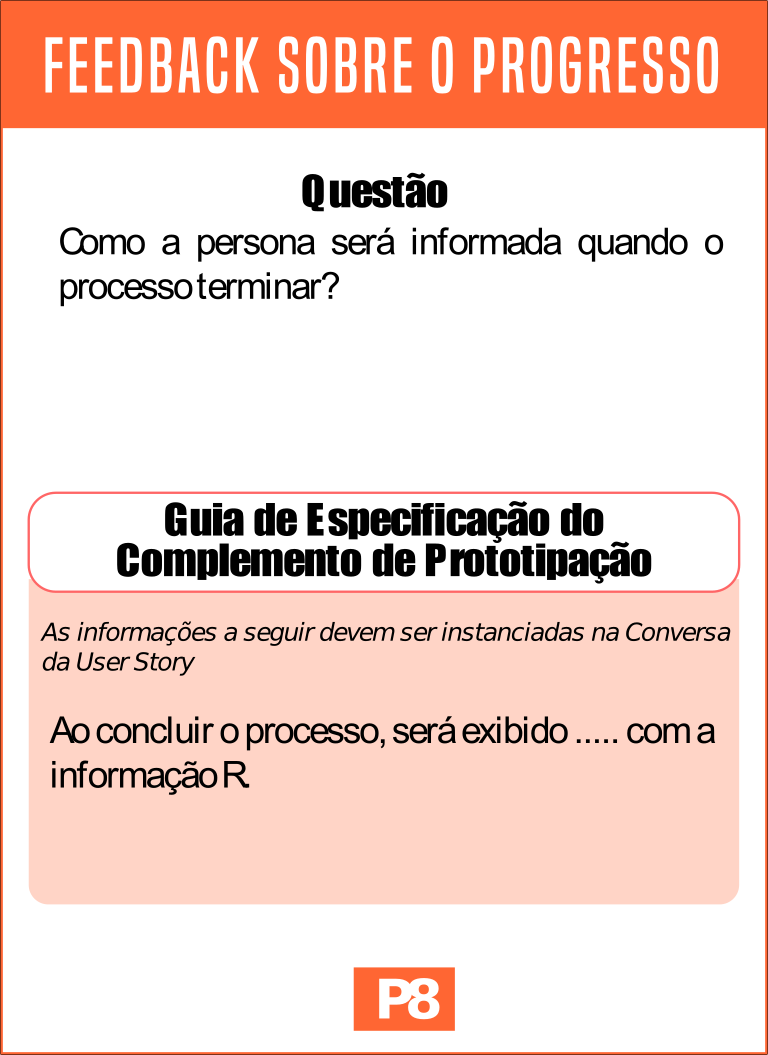 FEEDBACK SOBRE O PROGRESSO
Questão
Como a persona será informada quando o
processo terminar?
Guia de Especificação do
Complemento de Prototipação
As informações a seguir devem ser instanciadas na Conversa
da User Story
Ao concluir o processo, será exibido ..... com a
informação R.
P8